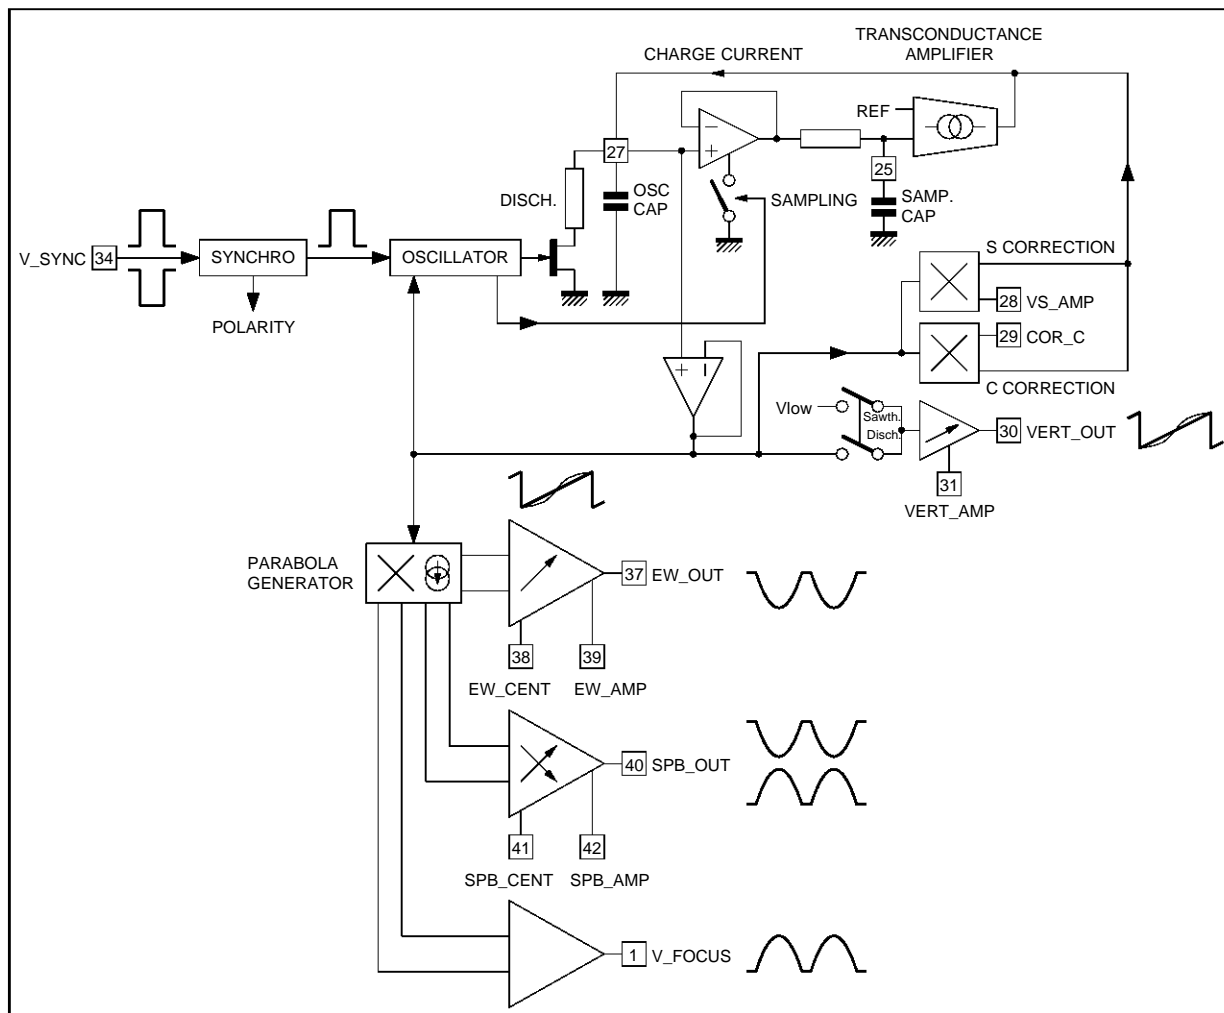 TRANSCONDUCTANCE
AMPLIFIER
CHARGE CURRENT
REF
27
25
DISCH.
OSC
CAP
SAMPLING
SAMP.
CAP
V_SYNC
34
SYNCHRO
OSCILLATOR
POLARITY
S CORRECTION
28
VS_AMP
29
COR_C
C CORRECTION
Vlow
Sawth.
Disch.
30
VERT_OUT
31
VERT_AMP
PARABOLA
GENERATOR
37
EW_OUT
38
39
EW_CENT
EW_AMP
40
SPB_OUT
41
42
SPB_CENT
SPB_AMP
1
V_FOCUS